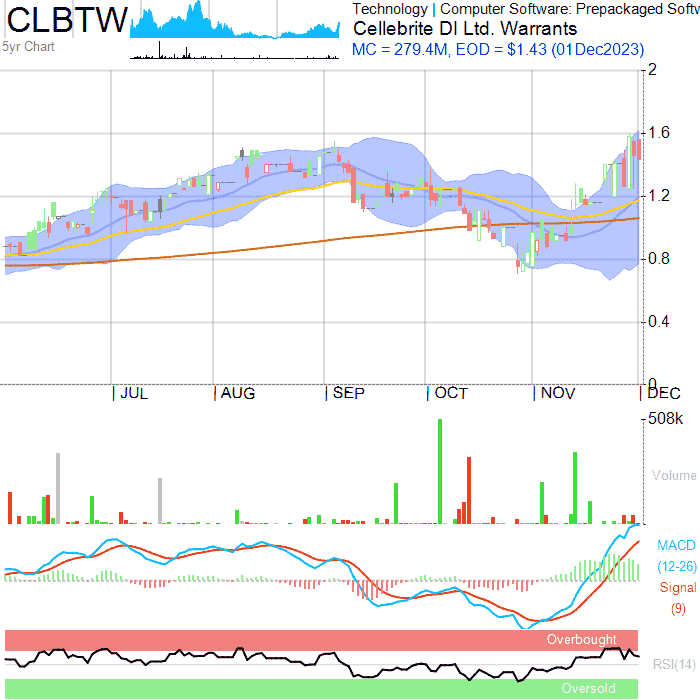 CLBTW
5yr Chart
Technology | Computer Software: Prepackaged Softw
Cellebrite DI Ltd. Warrants
MC = 279.4M, EOD = $1.43 (01Dec2023)
2
1.6
1.2
0.8
0.4
0
JUL
AUG
SEP
OCT
NOV
DEC
508k
Volume
MACD
(12-26)
Signal
(9)
Overbought
RSI(14)
Oversold